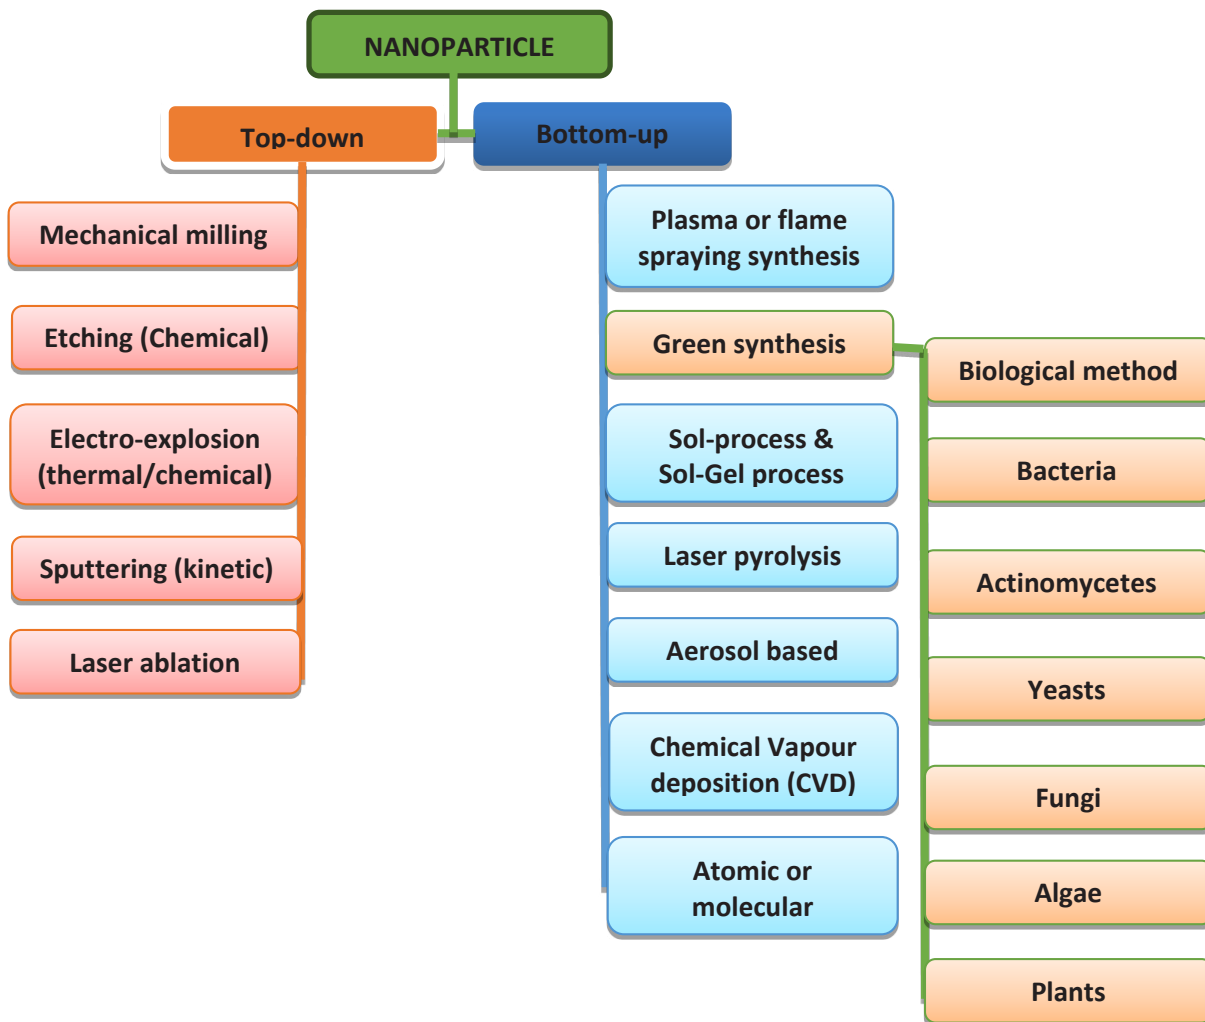 NANOPARTICLE
Top-down
Bottom-up
Mechanical milling
Etching (Chemical)
Electro-explosion
(thermal/chemical)
Sputtering (kinetic)
Laser ablation
Plasma or flame
spraying synthesis
Green synthesis
Sol-process &
Sol-Gel process
Laser pyrolysis
Aerosol based
Chemical Vapour
deposition (CVD)
Atomic or
molecular
Biological method
Bacteria
Actinomycetes
Yeasts
Fungi
Algae
Plants